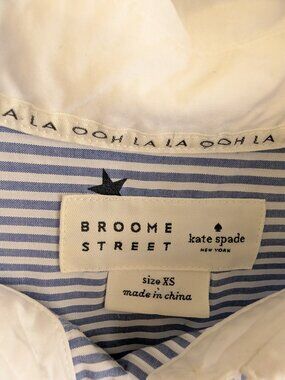 A LA OOH LA LA OOH LA
BROOME
STREET
kate spade
NEW YORK
size XS
made in china